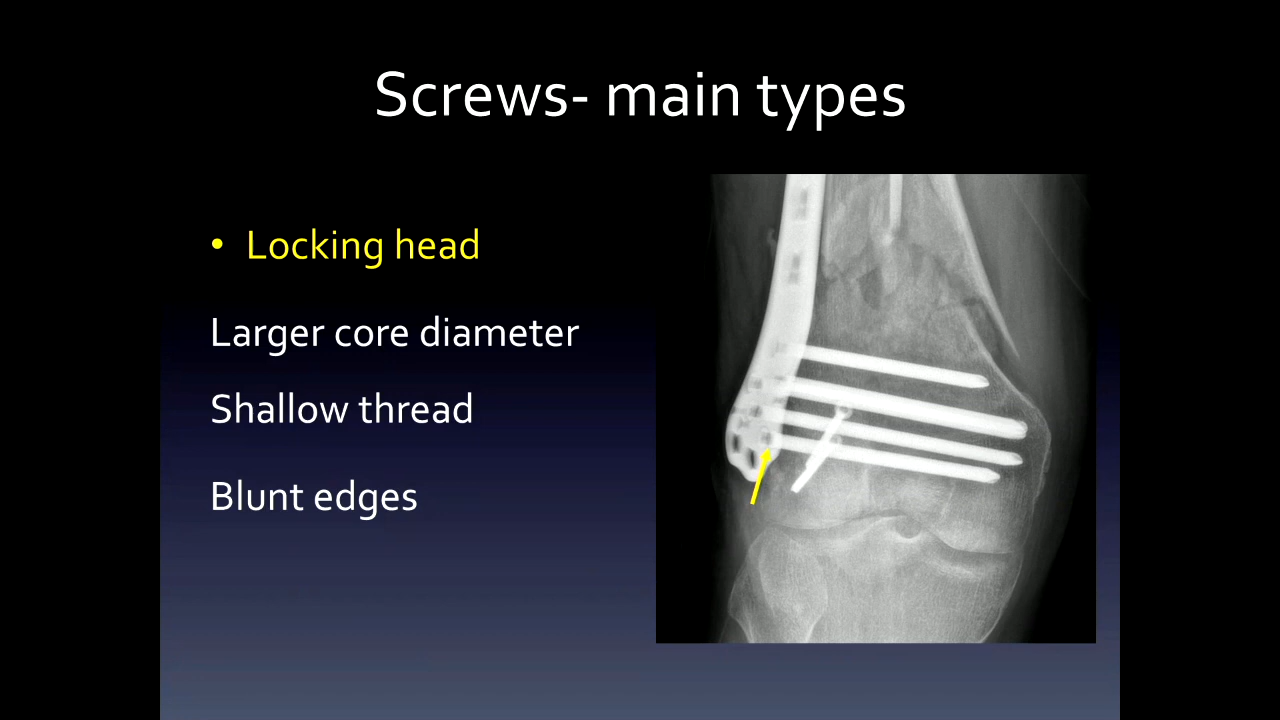 Screws- main types
• Locking head
Larger core diameter
Shallow thread
Blunt edges